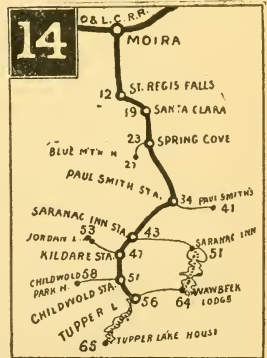 14
O & L.C.R.R.
MOIRA
12 ST. REGIS FALLS
19 SANTA CLARA
23 SPRING COVE
BLUE M'T'N H.
27
PAUL SMITH STA.
34 PAUL SMITH'S
41
SARANAC INN STA.
43
JORDAN L.
53
SARANAC INN
51
KILDARE STA.
47
CHILDWOLD 58
PARK H.
51
CHILDWOLD STA.
64 WAWBEEK
LODGE
56
TUPPER L
65 TUPPER LAKE HOUSE